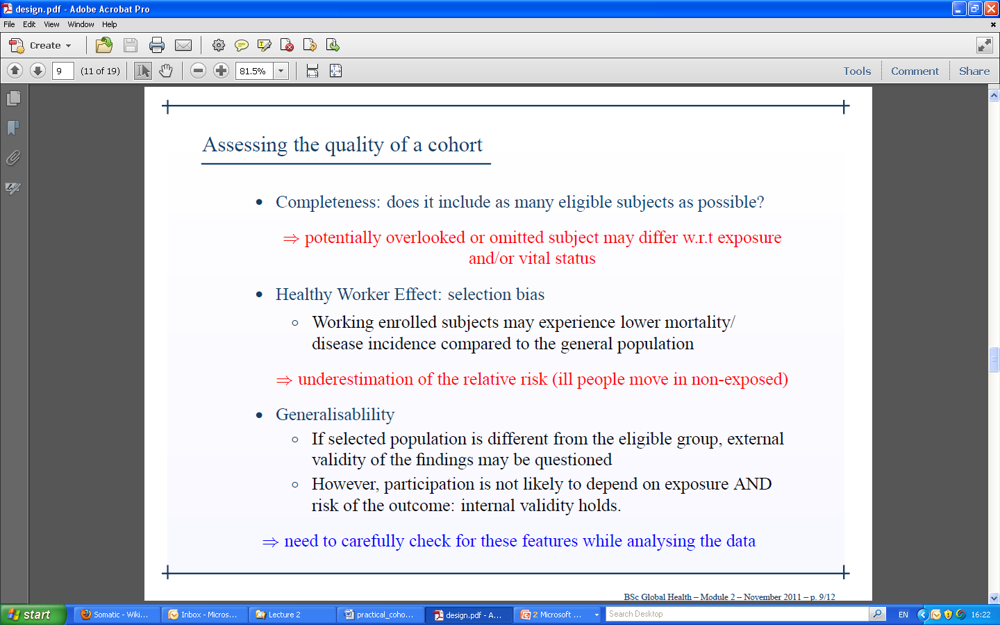 design.pdf - Adobe Acrobat Pro
File Edit View Window Help
Create
9 (11 of 19) 81.5% Tools Comment Share
Assessing the quality of a cohort
• Completeness: does it include as many eligible subjects as possible?
⇒ potentially overlooked or omitted subject may differ w.r.t exposure
and/or vital status
• Healthy Worker Effect: selection bias
◦ Working enrolled subjects may experience lower mortality/
disease incidence compared to the general population
⇒ underestimation of the relative risk (ill people move in non-exposed)
• Generalisablility
◦ If selected population is different from the eligible group, external
validity of the findings may be questioned
◦ However, participation is not likely to depend on exposure AND
risk of the outcome: internal validity holds.
⇒ need to carefully check for these features while analysing the data
BSc Global Health – Module 2 – November 2011 – p. 9/12
start Somatic - Wiki... Inbox - Micros... Lecture 2 practical_coho... design.pdf - A... 2 Microsoft ... Search Desktop EN 16:22